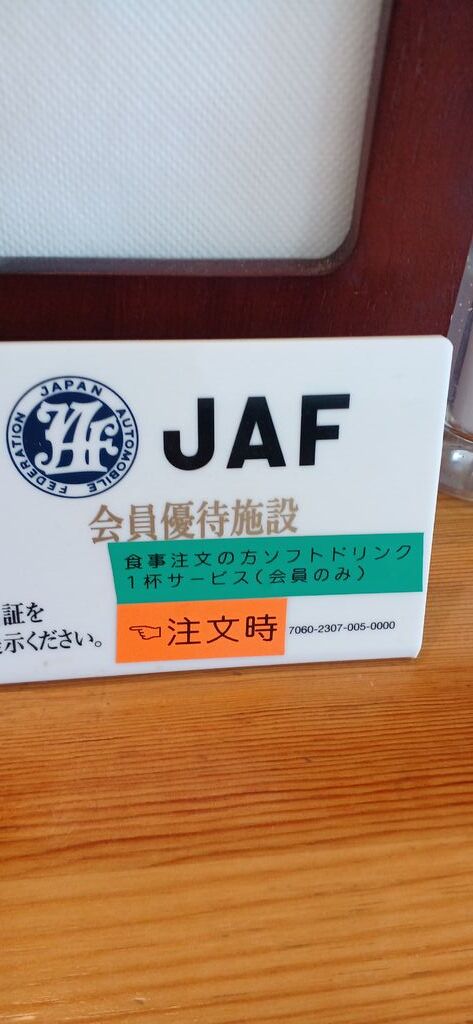 JAPAN AUTOMOBILE FEDERATION
JAF
JAF
会員優待施設
食事注文の方ソフトドリンク
1杯サービス(会員のみ)
証を
示ください。
☜注文時
7060-2307-005-0000